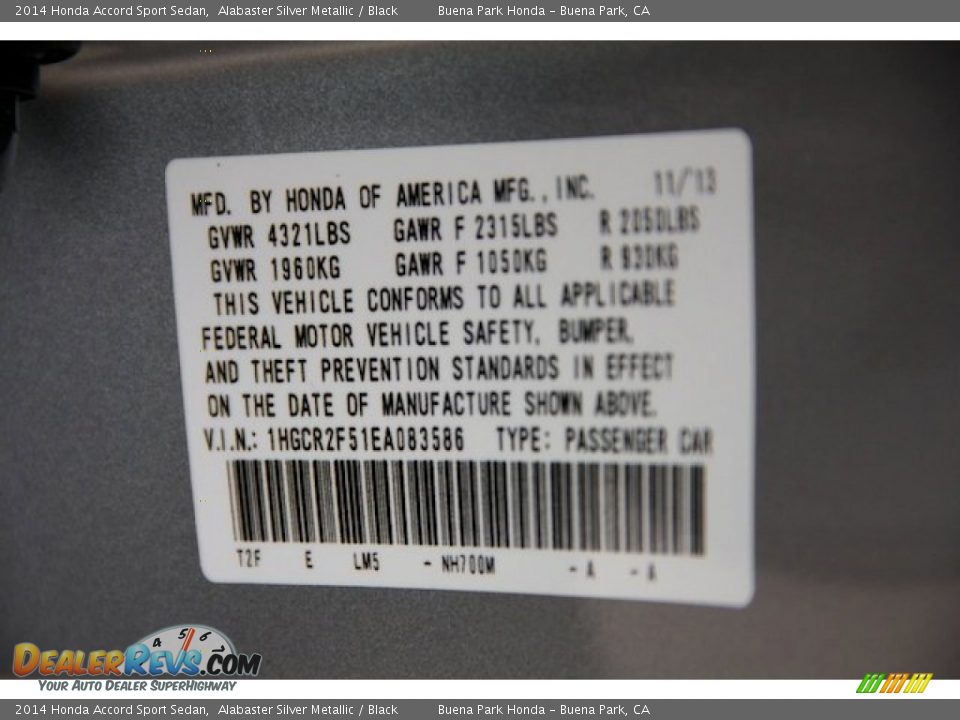 2014 Honda Accord Sport Sedan, Alabaster Silver Metallic / Black Buena Park Honda - Buena Park, CA
MFD. BY HONDA OF AMERICA MFG., INC. 11/13
GVWR 4321LBS GAWR F 2315LBS R 2050LBS
GVWR 1960KG GAWR F 1050KG R 930KG
THIS VEHICLE CONFORMS TO ALL APPLICABLE
FEDERAL MOTOR VEHICLE SAFETY, BUMPER,
AND THEFT PREVENTION STANDARDS IN EFFECT
ON THE DATE OF MANUFACTURE SHOWN ABOVE.
V.I.N.: 1HGCR2F51EA083586 TYPE: PASSENGER CAR
T2F E LM5 - NH700M - A - A
4 5 6
DEALERREVS.COM
YOUR AUTO DEALER SUPERHIGHWAY
2014 Honda Accord Sport Sedan, Alabaster Silver Metallic / Black Buena Park Honda - Buena Park, CA